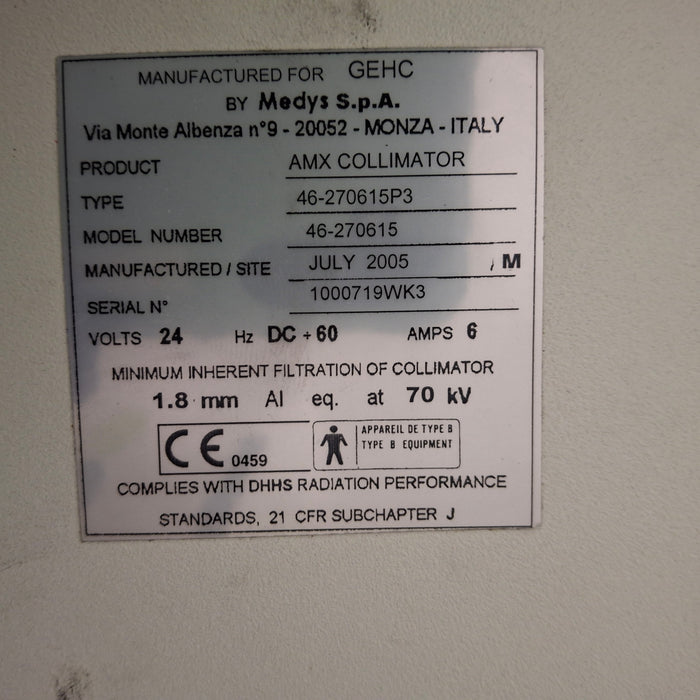 MANUFACTURED FOR GEHC
BY Medys S.p.A.
Via Monte Albenza n°9 - 20052 - MONZA - ITALY
PRODUCT AMX COLLIMATOR
TYPE 46-270615P3
MODEL NUMBER 46-270615
MANUFACTURED / SITE JULY 2005 / M
SERIAL N° 1000719WK3
VOLTS 24 Hz DC ÷ 60 AMPS 6
MINIMUM INHERENT FILTRATION OF COLLIMATOR
1.8 mm Al eq. at 70 kV
CE 0459
APPAREIL DE TYPE B
TYPE B EQUIPMENT
COMPLIES WITH DHHS RADIATION PERFORMANCE
STANDARDS, 21 CFR SUBCHAPTER J